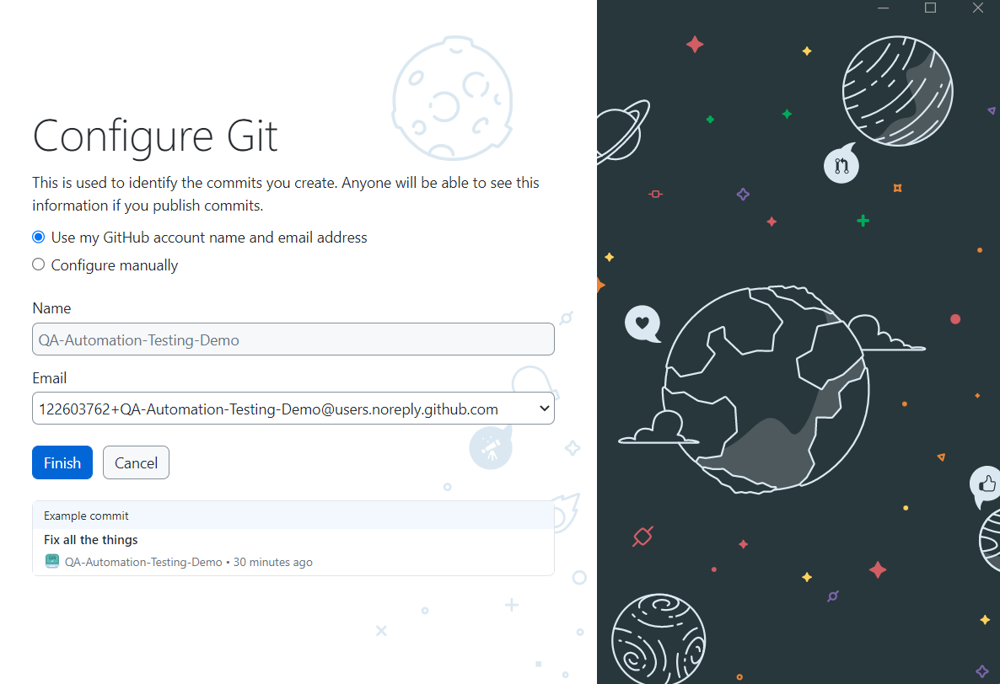 Configure Git
This is used to identify the commits you create. Anyone will be able to see this
information if you publish commits.
Use my GitHub account name and email address
Configure manually
Name
QA-Automation-Testing-Demo
Email
122603762+QA-Automation-Testing-Demo@users.noreply.github.com
Finish
Cancel
Example commit
Fix all the things
QA-Automation-Testing-Demo • 30 minutes ago